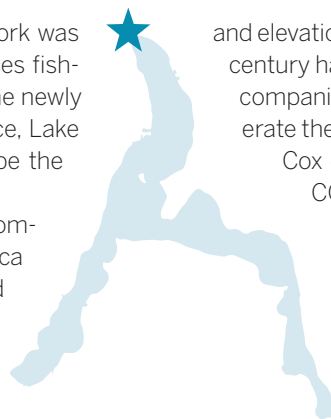 ork was
es fish-
ne newly
ce, Lake
be the
om-
ca
d
and elevatio
century ha
compani
erate the
Cox
CO